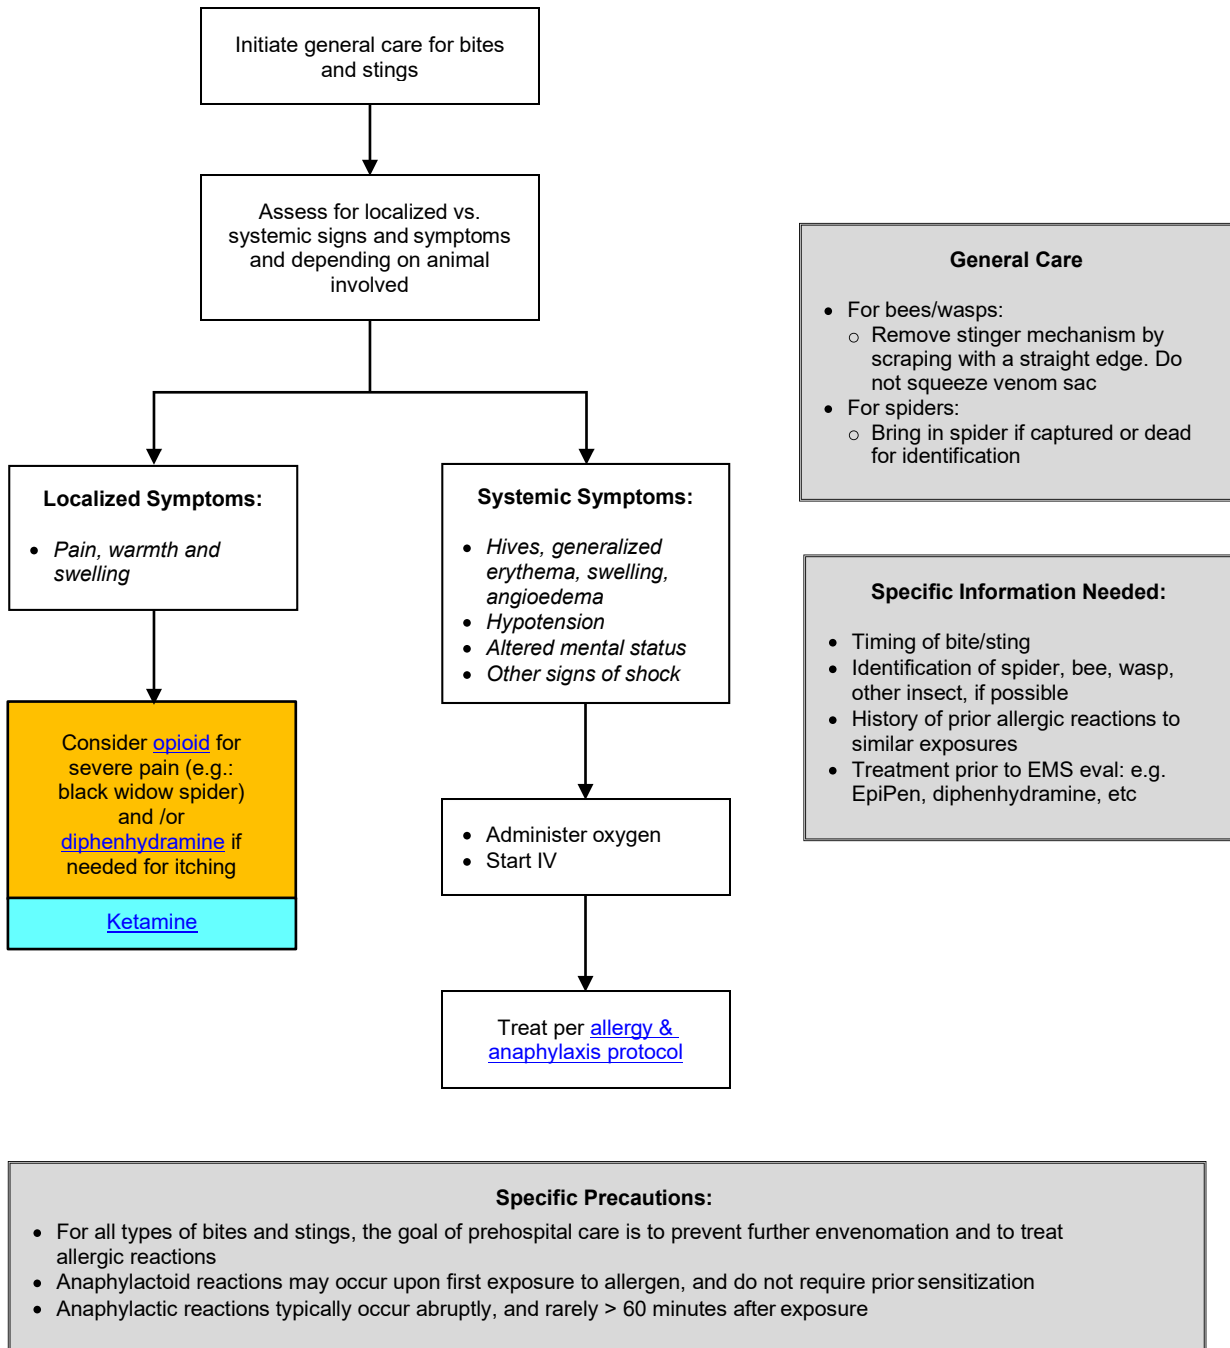 Initiate general care for bites
and stings
Assess for localized vs.
systemic signs and symptoms
and depending on animal
involved
General Care
• For bees/wasps:
o Remove stinger mechanism by
scraping with a straight edge. Do
not squeeze venom sac
• For spiders:
o Bring in spider if captured or dead
for identification
Localized Symptoms:
• Pain, warmth and
swelling
Systemic Symptoms:
• Hives, generalized
erythema, swelling,
angioedema
• Hypotension
• Altered mental status
• Other signs of shock
Specific Information Needed:
• Timing of bite/sting
• Identification of spider, bee, wasp,
other insect, if possible
• History of prior allergic reactions to
similar exposures
• Treatment prior to EMS eval: e.g.
EpiPen, diphenhydramine, etc
Consider opioid for
severe pain (e.g.:
black widow spider)
and /or
diphenhydramine if
needed for itching
Ketamine
• Administer oxygen
• Start IV
Treat per allergy &
anaphylaxis protocol
Specific Precautions:
• For all types of bites and stings, the goal of prehospital care is to prevent further envenomation and to treat
allergic reactions
• Anaphylactoid reactions may occur upon first exposure to allergen, and do not require prior sensitization
• Anaphylactic reactions typically occur abruptly, and rarely > 60 minutes after exposure